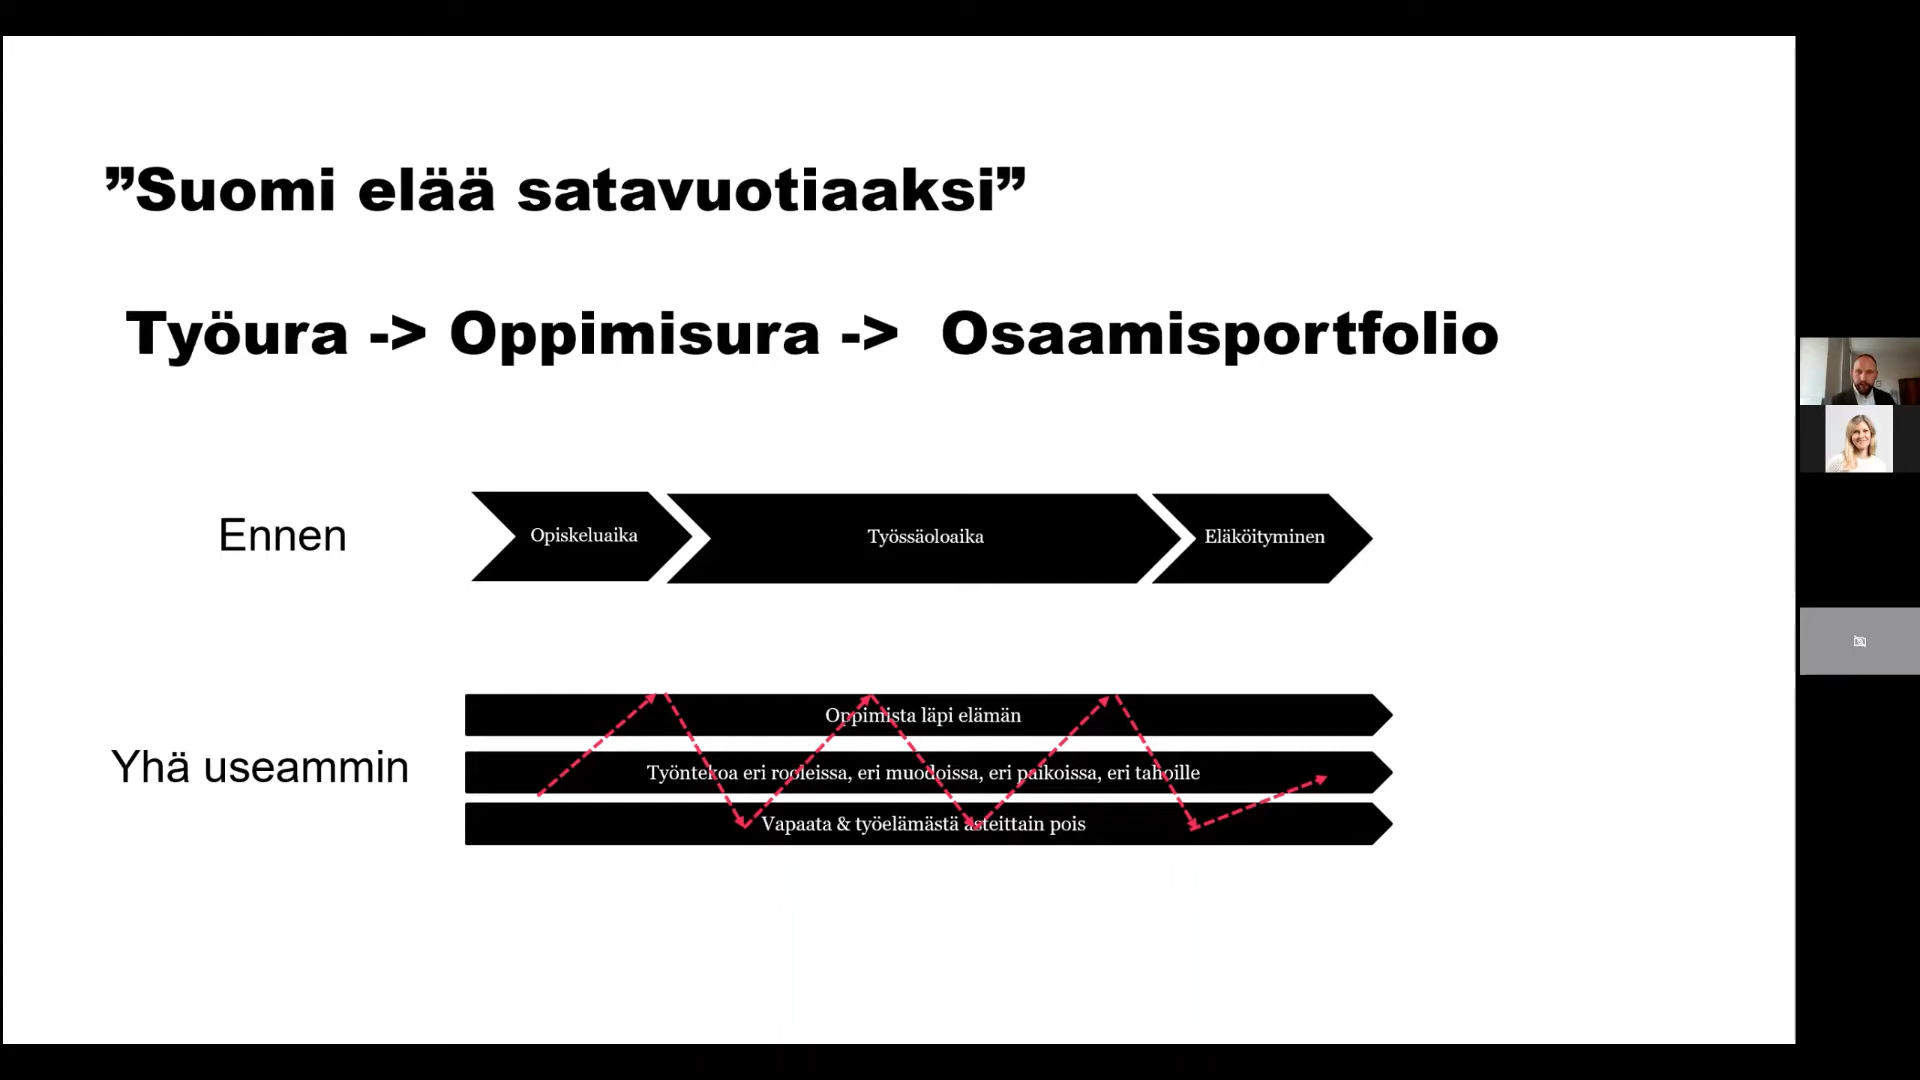 ”Suomi elää satavuotiaaksi”
Työura -> Oppimisura -> Osaamisportfolio
Ennen
Opiskeluaika
Työssäoloaika
Eläköityminen
Yhä useammin
Oppimista läpi elämän
Työntekoa eri rooleissa, eri muodoissa, eri paikoissa, eri tahoille
Vapaata & työelämästä asteittain pois